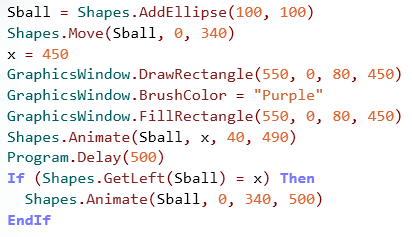 Sball = Shapes.AddEllipse(100, 100)
Shapes.Move(Sball, 0, 340)
x = 450
GraphicsWindow.DrawRectangle(550, 0, 80, 450)
GraphicsWindow.BrushColor = "Purple"
GraphicsWindow.FillRectangle(550, 0, 80, 450)
Shapes.Animate(Sball, x, 40, 490)
Program.Delay(500)
If (Shapes.GetLeft(Sball) = x) Then
  Shapes.Animate(Sball, 0, 340, 500)
EndIf